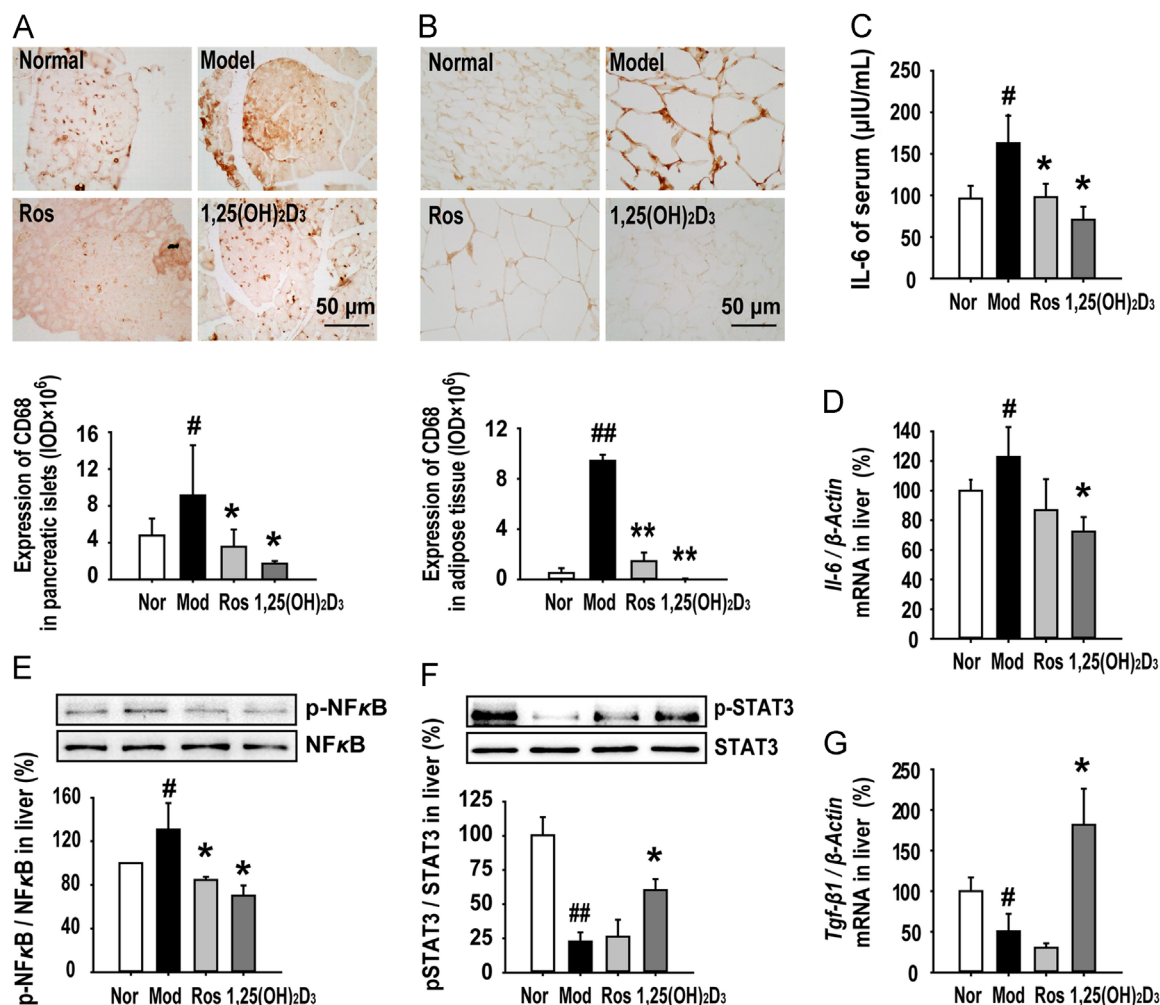 A
Normal
Model
Ros
1,25(OH)₂D₃
50 μm
Expression of CD68
in pancreatic islets (IOD×10⁶)
16
12
8
4
0
#
*
*
Nor Mod Ros 1,25(OH)₂D₃
B
Normal
Model
Ros
1,25(OH)₂D₃
50 μm
Expression of CD68
in adipose tissue (IOD×10⁶)
12
8
4
0
##
**
**
Nor Mod Ros 1,25(OH)₂D₃
C
IL-6 of serum (μIU/mL)
250
200
150
100
50
0
#
*
*
Nor Mod Ros 1,25(OH)₂D₃
D
Il-6 / β-Actin
mRNA in liver (%)
140
120
100
80
60
40
20
0
#
*
Nor Mod Ros 1,25(OH)₂D₃
E
p-NFκB
NFκB
p-NFκB / NFκB in liver (%)
160
120
80
40
0
#
*
*
Nor Mod Ros 1,25(OH)₂D₃
F
p-STAT3
STAT3
pSTAT3 / STAT3 in liver (%)
125
100
75
50
25
0
##
*
Nor Mod Ros 1,25(OH)₂D₃
G
Tgf-β1 / β-Actin
mRNA in liver (%)
250
200
150
100
50
0
#
*
Nor Mod Ros 1,25(OH)₂D₃